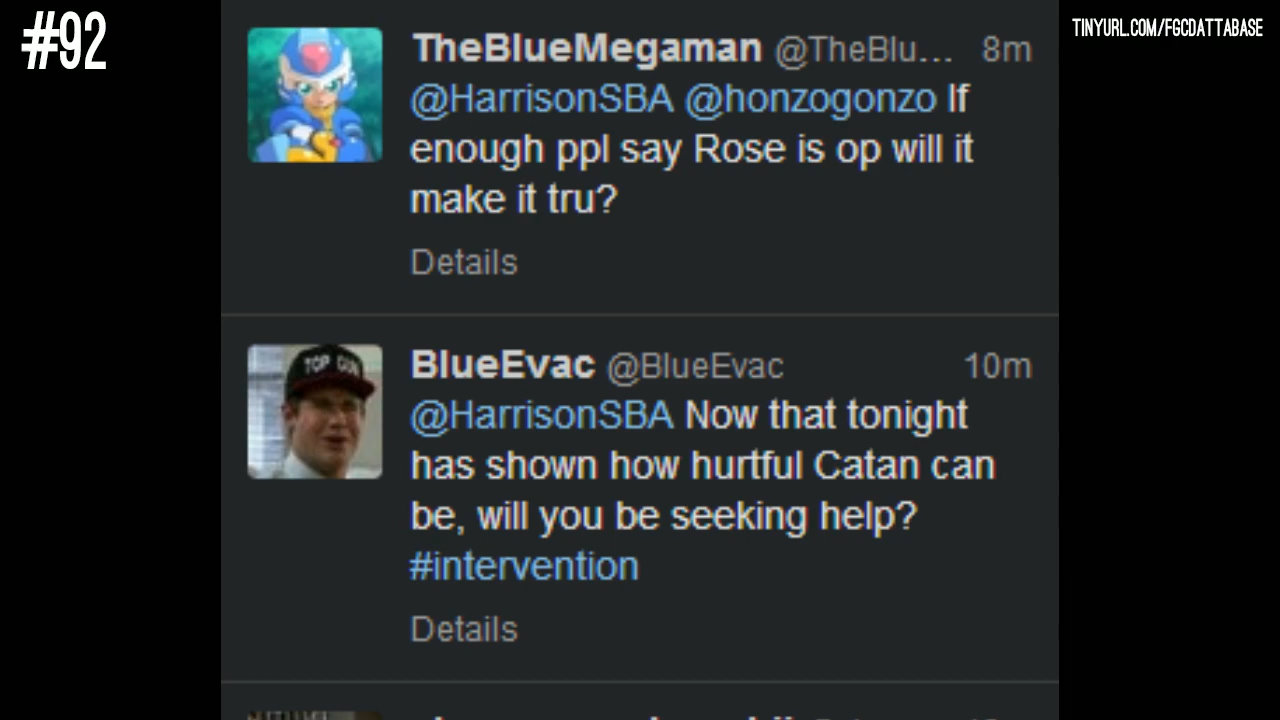 #92
TINYURL.COM/FGCDATTABASE
TheBlueMegaman @TheBlu... 8m
@HarrisonSBA @honzogonzo If
enough ppl say Rose is op will it
make it tru?
Details
TOP GUN
BlueEvac @BlueEvac 10m
@HarrisonSBA Now that tonight
has shown how hurtful Catan can
be, will you be seeking help?
#intervention
Details